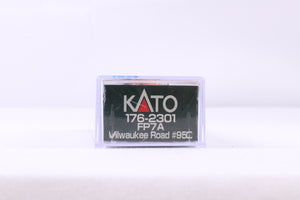 KATO
176-2301
FP7A
Milwaukee Road #95C